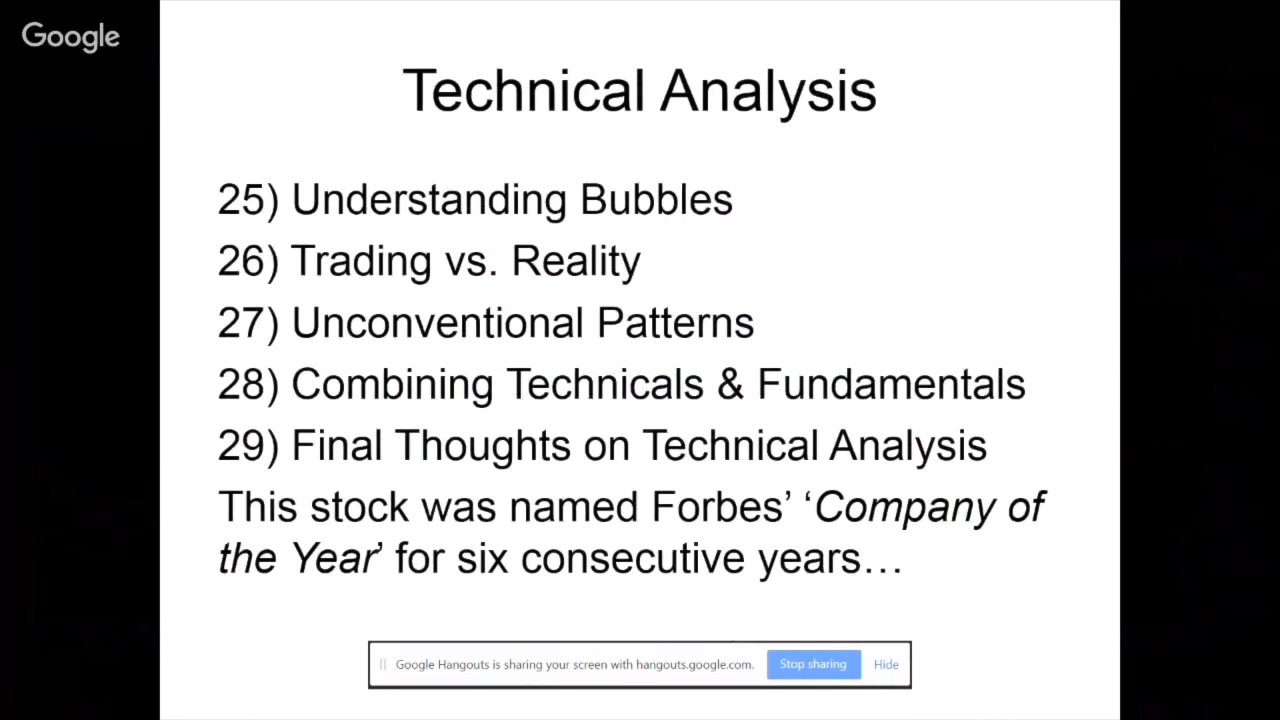 Google
Technical Analysis
25) Understanding Bubbles
26) Trading vs. Reality
27) Unconventional Patterns
28) Combining Technicals & Fundamentals
29) Final Thoughts on Technical Analysis
This stock was named Forbes’ ‘Company of
the Year’ for six consecutive years…
Google Hangouts is sharing your screen with hangouts.google.com. Stop sharing Hide